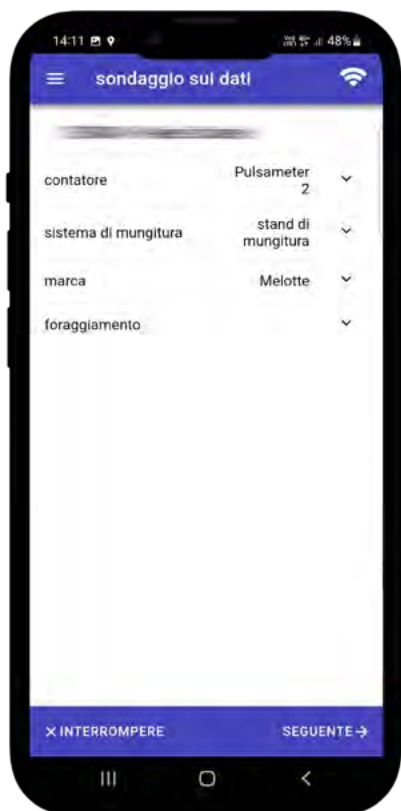 14:11 48%
sondaggio sui dati
contatore Pulsameter
2
sistema di mungitura stand di
mungitura
marca Melotte
foraggiamento
× INTERROMPERE SEGUENTE →